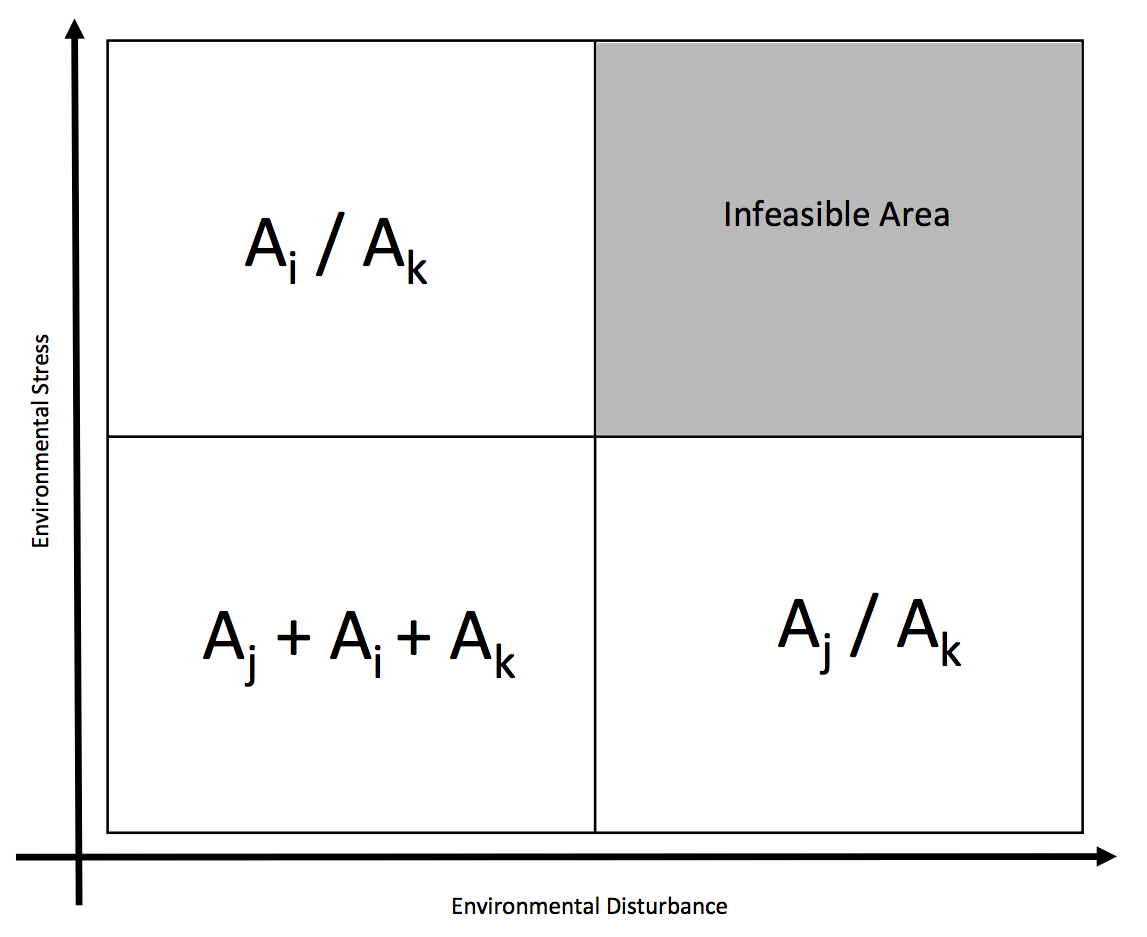 A_i / A_k
Infeasible Area
Environmental Stress
A_j + A_i + A_k
A_j / A_k
Environmental Disturbance